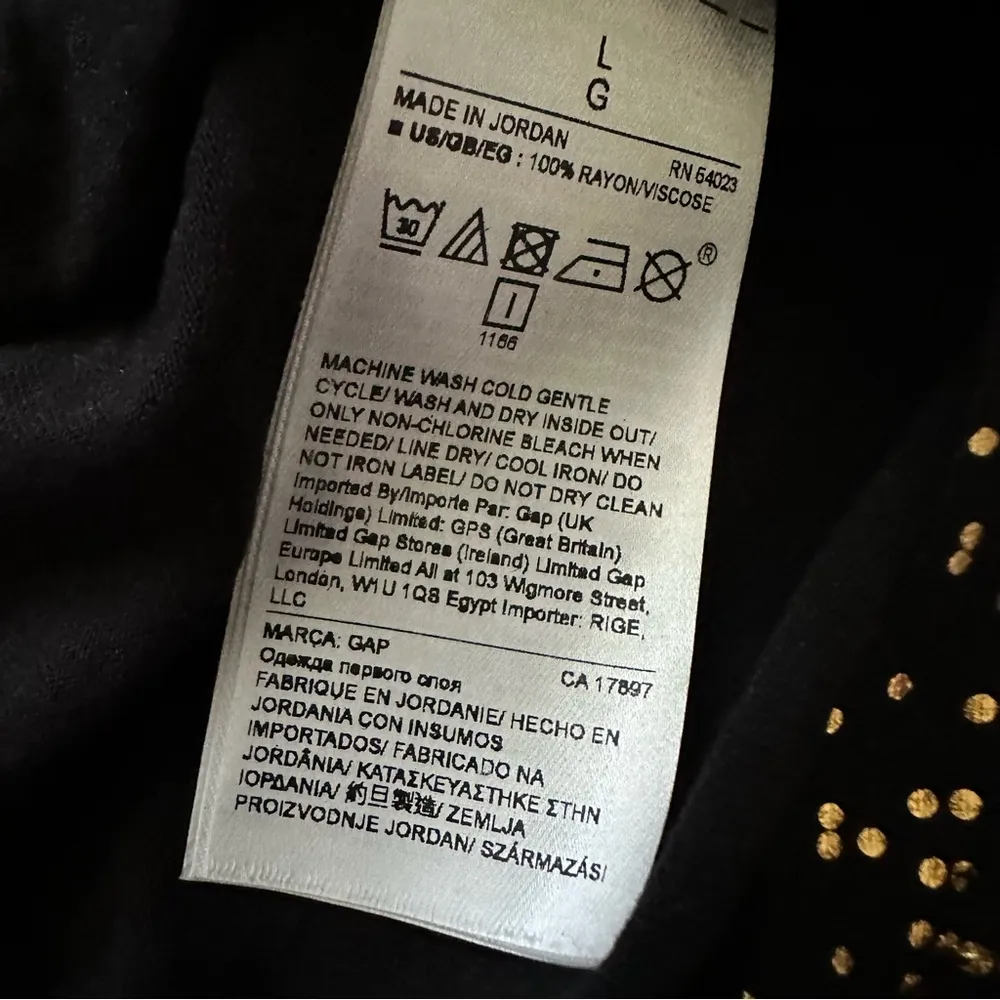 L
G
MADE IN JORDAN
RN 54023
■ US/GB/EG : 100% RAYON/VISCOSE
30
®
1166
MACHINE WASH COLD GENTLE
CYCLE/ WASH AND DRY INSIDE OUT/
ONLY NON-CHLORINE BLEACH WHEN
NEEDED/ LINE DRY/ COOL IRON/ DO
NOT IRON LABEL/ DO NOT DRY CLEAN
Imported By/Importe Par: Gap (UK
Holdings) Limited: GPS (Great Britain)
Limited Gap Stores (Ireland) Limited Gap
Europe Limited All at 103 Wigmore Street,
London, W1U 1QS Egypt Importer: RIGE,
LLC
MARCA: GAP
CA 17897
Одежда первого слоя
FABRIQUE EN JORDANIE/ HECHO EN
JORDANIA CON INSUMOS
IMPORTADOS/ FABRICADO NA
JORDÂNIA/ ΚΑΤΑΣΚΕΥΑΣΤΗΚΕ ΣΤΗΝ
ΙΟΡΔΑΝΙΑ/ 約旦製造/ ZEMLJA
PROIZVODNJE JORDAN/ SZÁRMAZÁSI